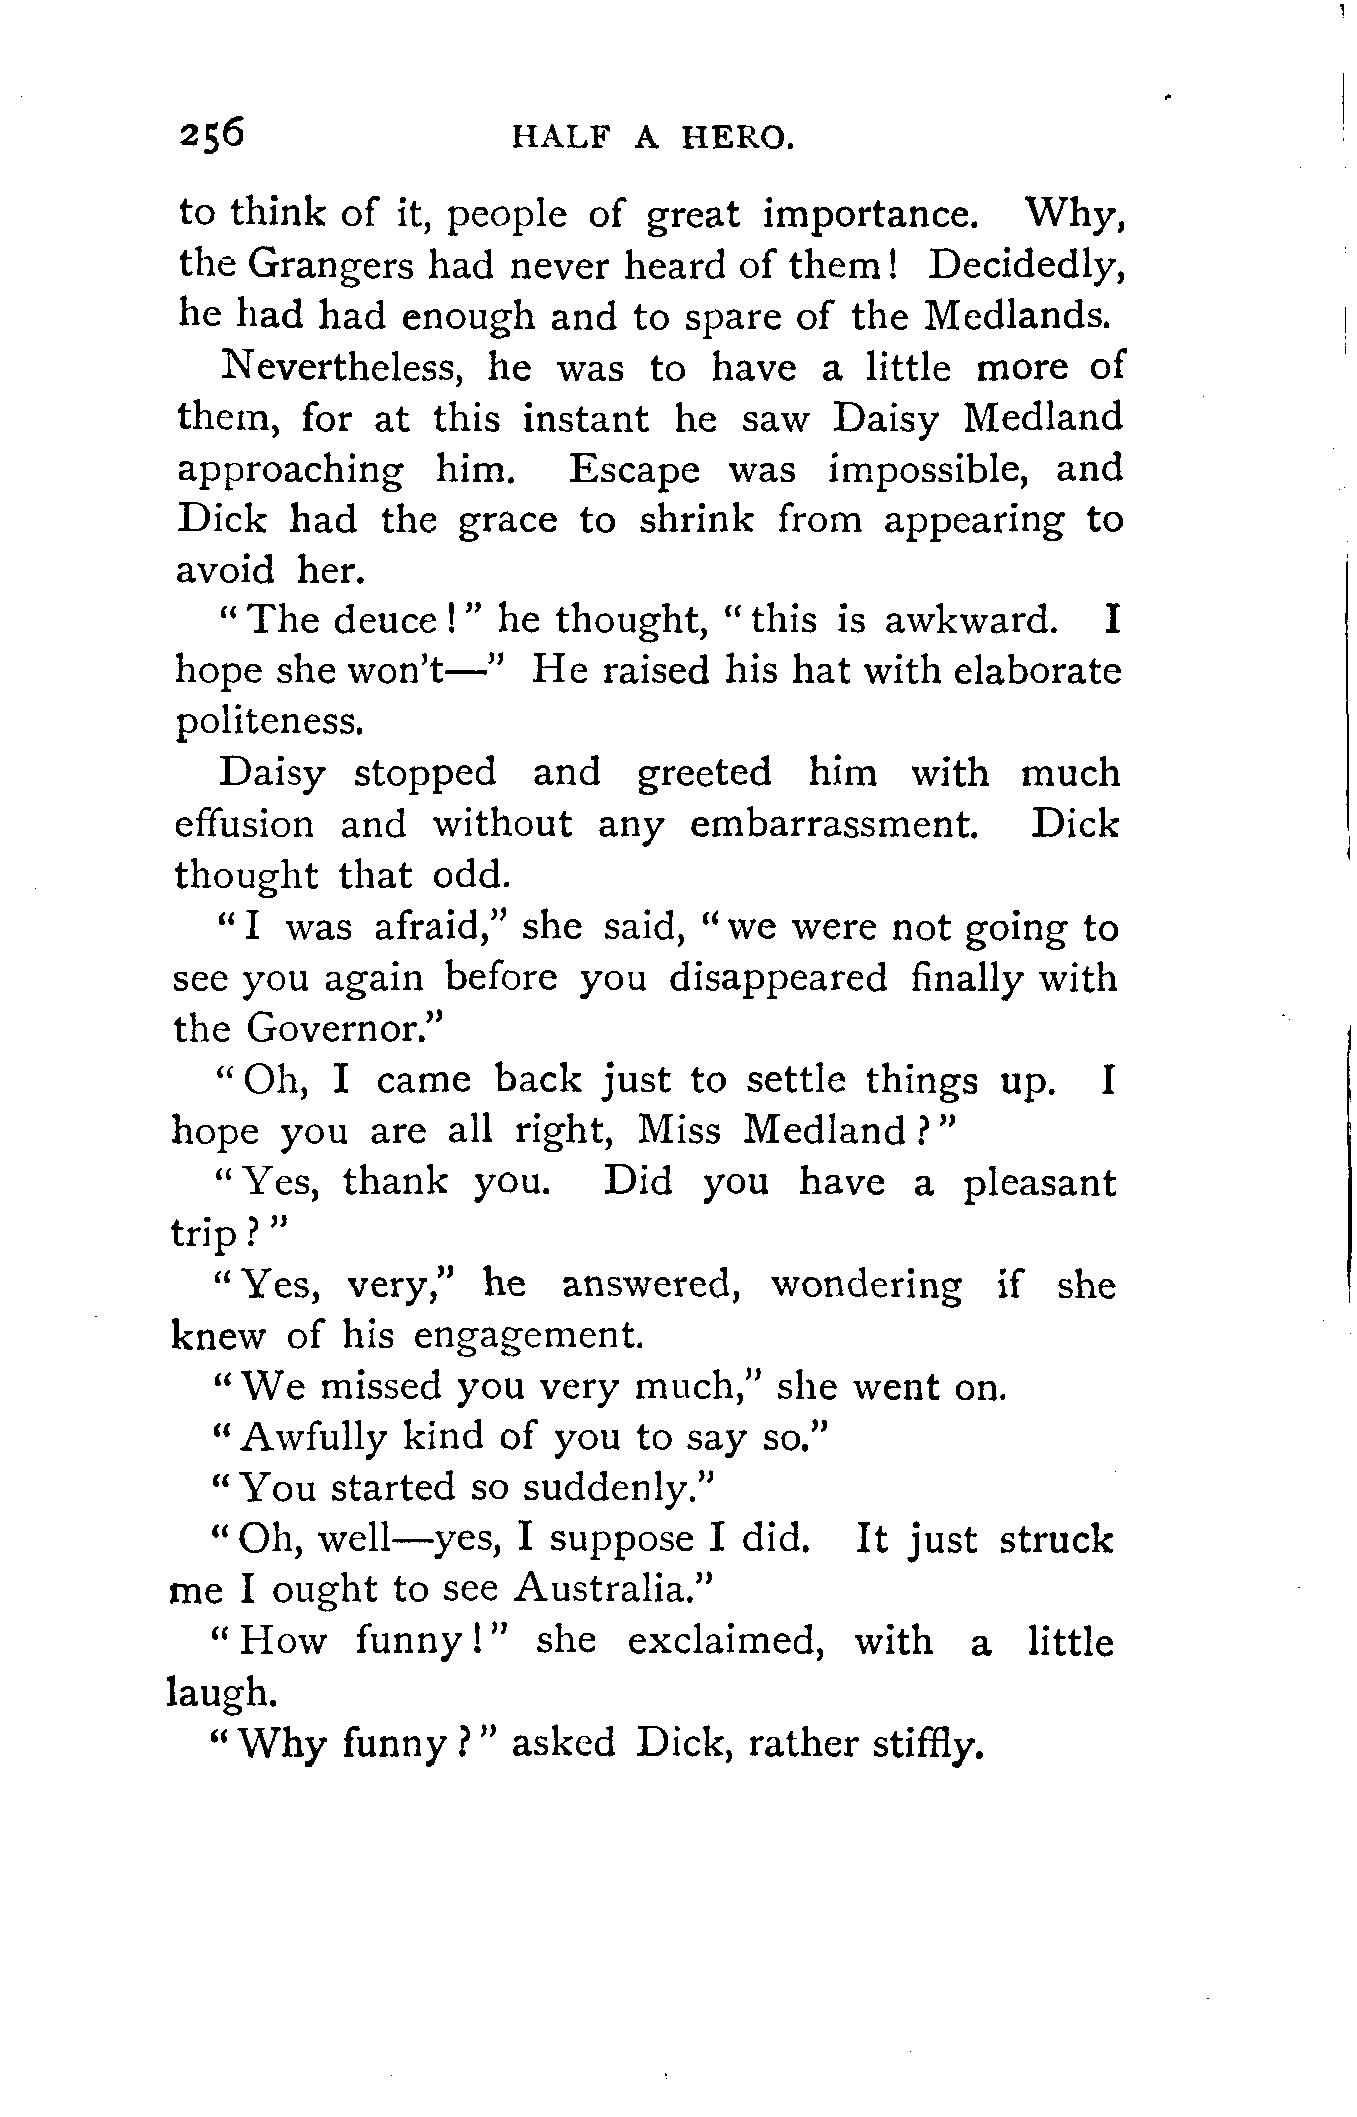 256 HALF A HERO.
to think of it, people of great importance. Why,
the Grangers had never heard of them! Decidedly,
he had had enough and to spare of the Medlands.
Nevertheless, he was to have a little more of
them, for at this instant he saw Daisy Medland
approaching him. Escape was impossible, and
Dick had the grace to shrink from appearing to
avoid her.
"The deuce!" he thought, "this is awkward. I
hope she won't—" He raised his hat with elaborate
politeness.
Daisy stopped and greeted him with much
effusion and without any embarrassment. Dick
thought that odd.
"I was afraid," she said, "we were not going to
see you again before you disappeared finally with
the Governor."
"Oh, I came back just to settle things up. I
hope you are all right, Miss Medland?"
"Yes, thank you. Did you have a pleasant
trip?"
"Yes, very," he answered, wondering if she
knew of his engagement.
"We missed you very much," she went on.
"Awfully kind of you to say so."
"You started so suddenly."
"Oh, well—yes, I suppose I did. It just struck
me I ought to see Australia."
"How funny!" she exclaimed, with a little
laugh.
"Why funny?" asked Dick, rather stiffly.